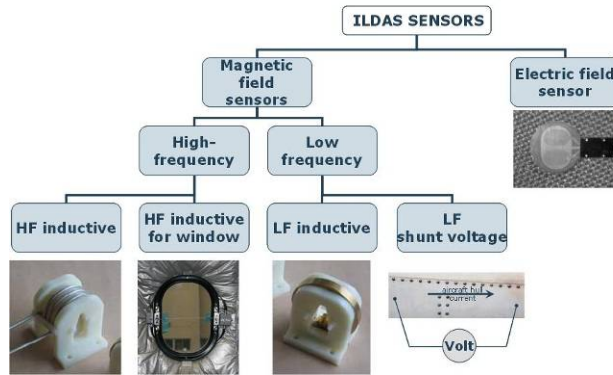 ILDAS SENSORS
Magnetic
field
sensors
Electric field
sensor
High-
frequency
Low
frequency
HF inductive
HF inductive
for window
LF inductive
LF
shunt voltage
aircraft hull
current
Volt